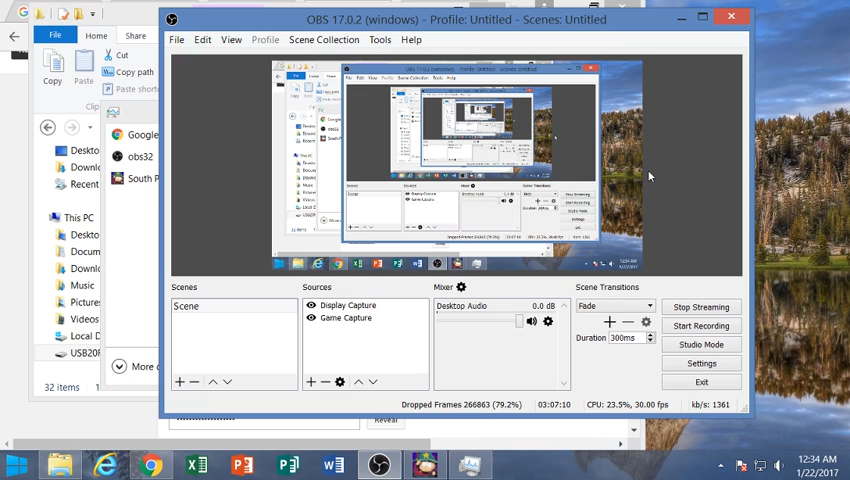 File Home Share
Copy
Paste
Cut
Copy path
Paste shortc
Clip
Google
obs32
South P
Deskto
Downlo
Recent
This PC
Deskto
Docum
Downlo
Music
Pictures
Videos
Local D
USB20F
More o
32 items
OBS 17.0.2 (windows) - Profile: Untitled - Scenes: Untitled
File Edit View Profile Scene Collection Tools Help
Scenes
Scene
Sources
Display Capture
Game Capture
Mixer
Desktop Audio 0.0 dB
Scene Transitions
Fade
Duration 300ms
Start Streaming
Start Recording
Studio Mode
Settings
Exit
Dropped Frames 266863 (79.2%) 03:07:10 CPU: 23.5%, 30.00 fps kb/s: 1361
Reveal
12:34 AM
1/22/2017